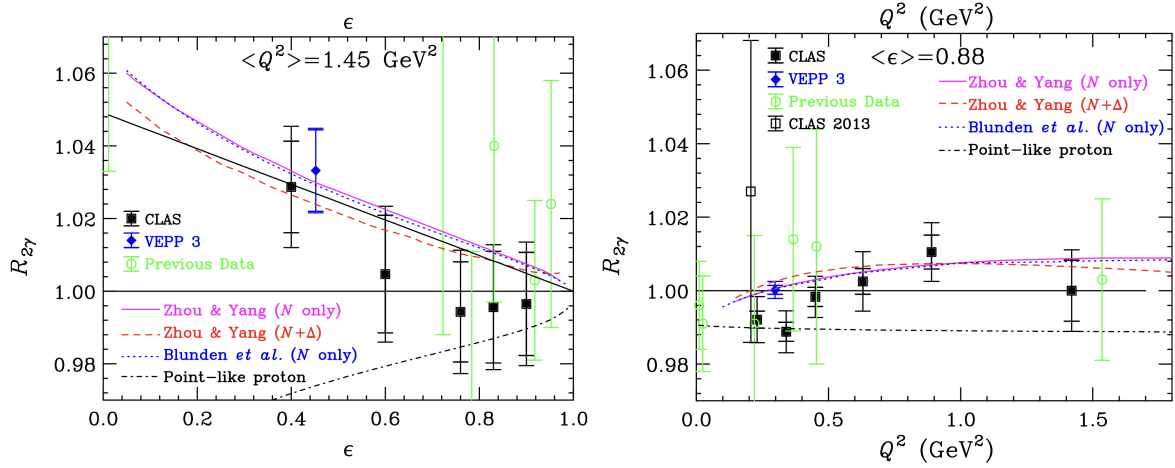 ϵ
<Q²>=1.45 GeV²
1.06
1.04
1.02
1.00
0.98
R₂γ
CLAS
VEPP 3
Previous Data
Zhou & Yang (N only)
Zhou & Yang (N+Δ)
Blunden et al. (N only)
Point-like proton
0.0 0.2 0.4 0.6 0.8 1.0
ϵ
Q² (GeV²)
<ϵ>=0.88
1.06
1.04
1.02
1.00
0.98
R₂γ
CLAS
VEPP 3
Previous Data
CLAS 2013
Zhou & Yang (N only)
Zhou & Yang (N+Δ)
Blunden et al. (N only)
Point-like proton
0.0 0.5 1.0 1.5
Q² (GeV²)